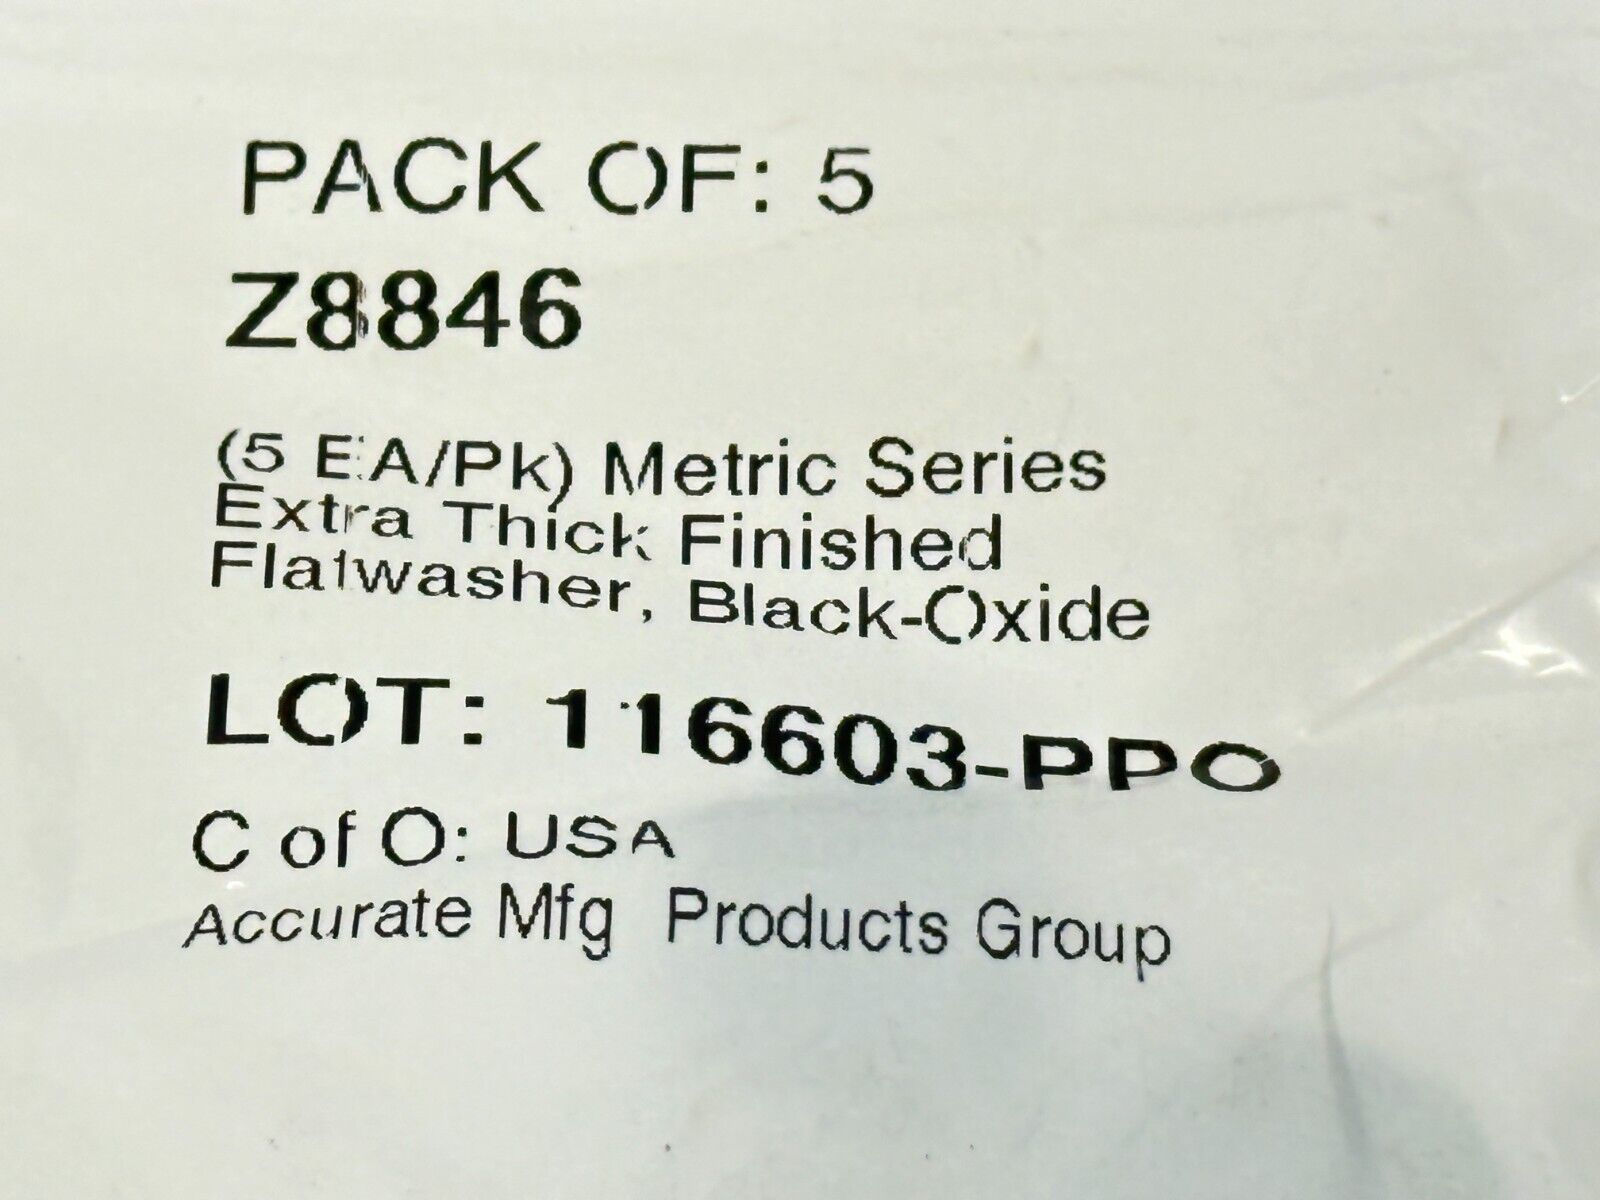 PACK OF: 5
Z8846
(5 EA/Pk) Metric Series
Extra Thick Finished
Flatwasher, Black-Oxide
LOT: 116603-PPO
C of O: USA
Accurate Mfg Products Group